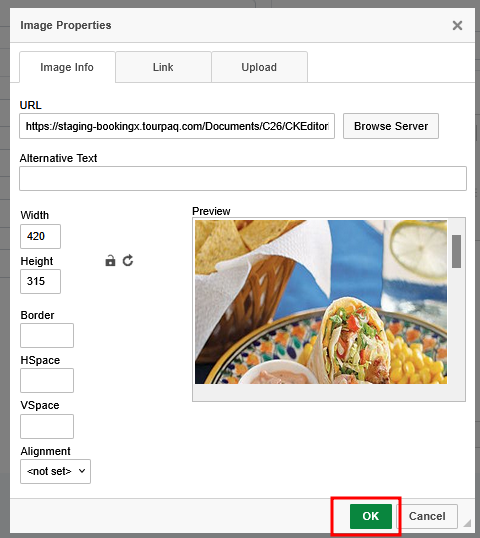 Image Properties
Image Info Link Upload
URL
https://staging-bookingx.tourpaq.com/Documents/C26/CKEditor Browse Server
Alternative Text
Width
420
Height
315
Border
HSpace
VSpace
Alignment
<not set>
Preview
OK Cancel